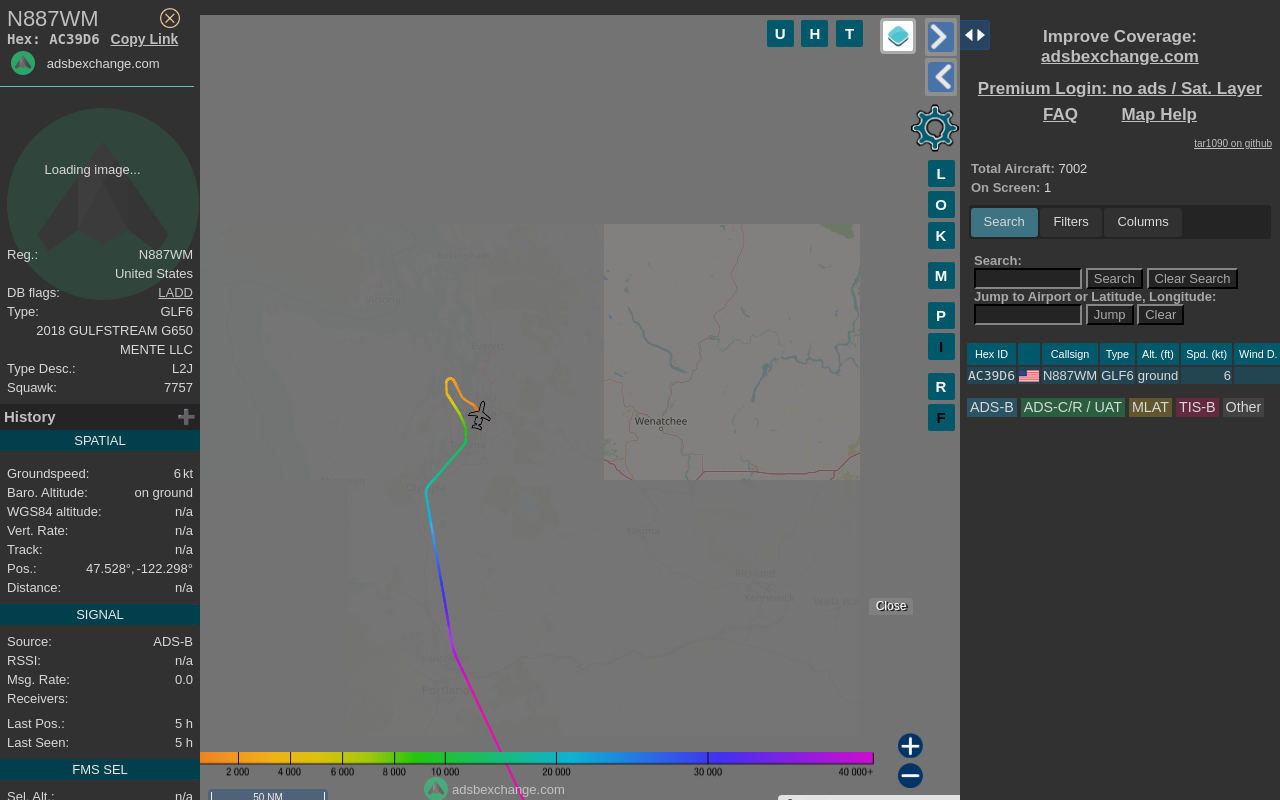 N887WM
Hex: AC39D6 Copy Link
adsbexchange.com
Loading image...
Reg.: N887WM
United States
DB flags: LADD
Type: GLF6
2018 GULFSTREAM G650
MENTE LLC
Type Desc.: L2J
Squawk: 7757
History
SPATIAL
Groundspeed: 6 kt
Baro. Altitude: on ground
WGS84 altitude: n/a
Vert. Rate: n/a
Track: n/a
Pos.: 47.528°, -122.298°
Distance: n/a
SIGNAL
Source: ADS-B
RSSI: n/a
Msg. Rate: 0.0
Receivers:
Last Pos.: 5 h
Last Seen: 5 h
FMS SEL
Sel. Alt.: n/a
U H T
L
O
K
M
P
I
R
F
Victoria
Everett
Wenatchee
Yakima
Richland
Kennewick
Vancouver
Portland
Close
2 000 4 000 6 000 8 000 10 000 20 000 30 000 40 000+
adsbexchange.com
50 NM
Improve Coverage:
adsbexchange.com
Premium Login: no ads / Sat. Layer
FAQ Map Help
tar1090 on github
Total Aircraft: 7002
On Screen: 1
Search Filters Columns
Search:
Search Clear Search
Jump to Airport or Latitude, Longitude:
Jump Clear
Hex ID Callsign Type Alt. (ft) Spd. (kt) Wind D.
AC39D6 N887WM GLF6 ground 6
ADS-B ADS-C/R / UAT MLAT TIS-B Other